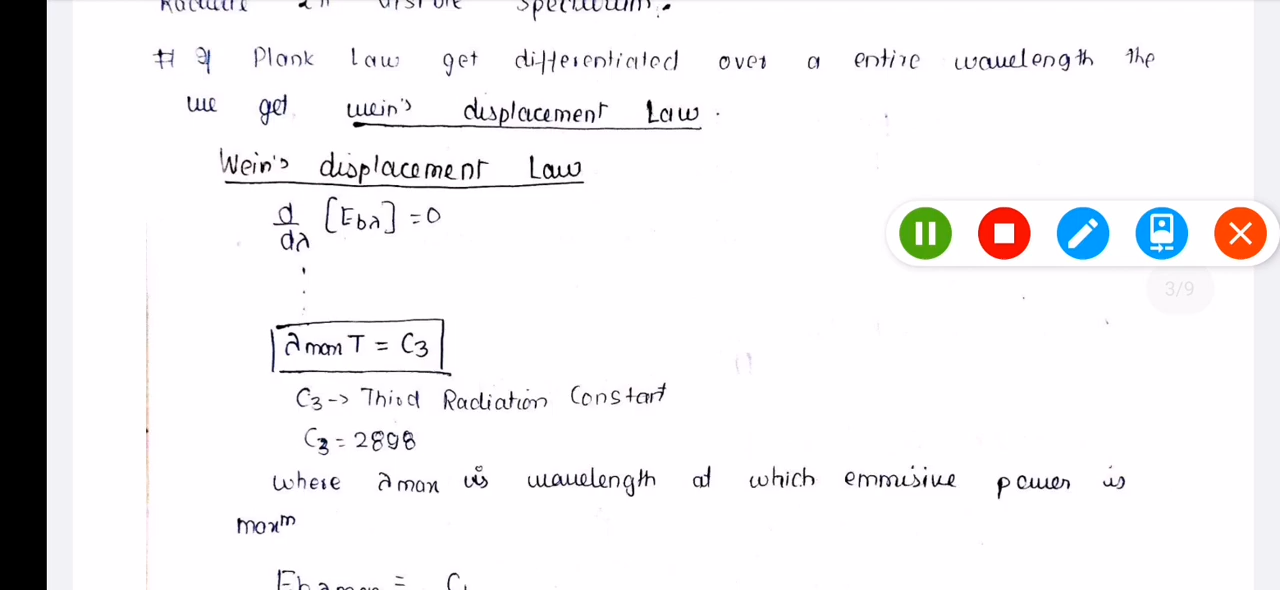 # If Plank Law get differentiated over a entire wavelength the
we get wein's displacement Law.
Wein's displacement Law
d/dλ [Ebλ] = 0
3/9
λmax T = C3
C3 -> Third Radiation Constart
C3 = 2898
where λmax is wavelength at which emmisive power is
maxm